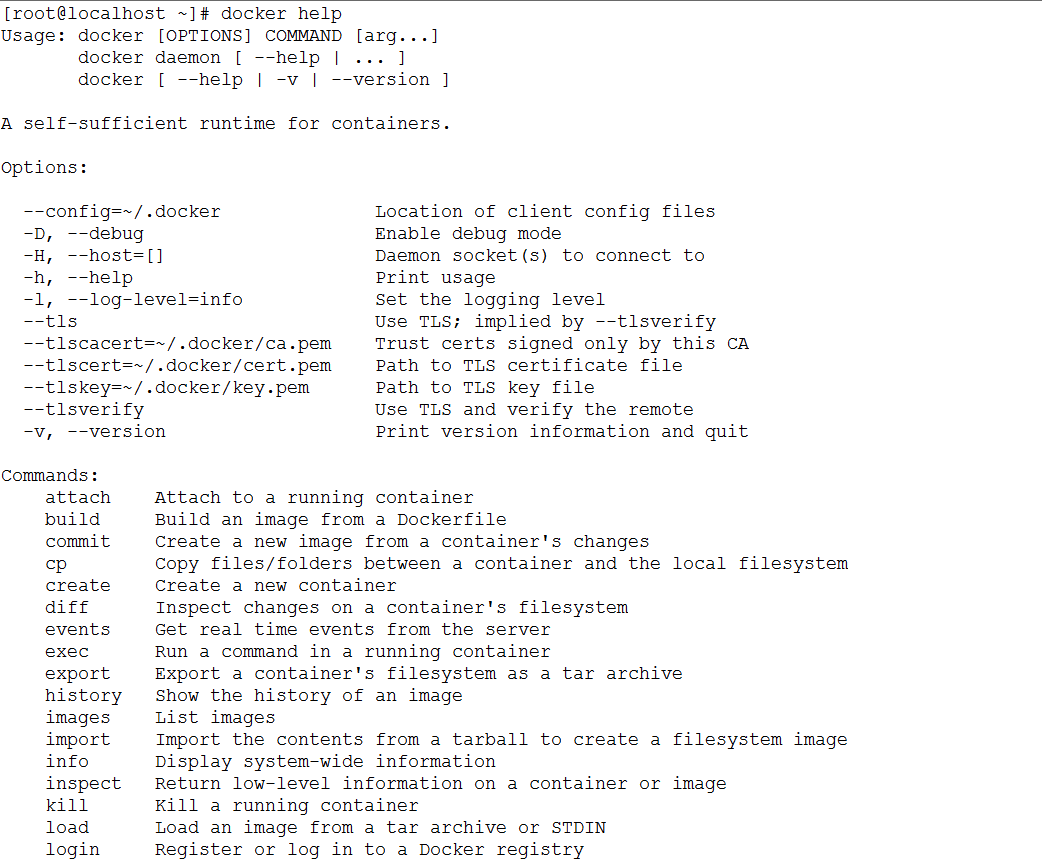 [root@localhost ~]# docker help
Usage: docker [OPTIONS] COMMAND [arg...]
       docker daemon [ --help | ... ]
       docker [ --help | -v | --version ]

A self-sufficient runtime for containers.

Options:

  --config=~/.docker              Location of client config files
  -D, --debug                     Enable debug mode
  -H, --host=[]                   Daemon socket(s) to connect to
  -h, --help                      Print usage
  -l, --log-level=info            Set the logging level
  --tls                           Use TLS; implied by --tlsverify
  --tlscacert=~/.docker/ca.pem    Trust certs signed only by this CA
  --tlscert=~/.docker/cert.pem    Path to TLS certificate file
  --tlskey=~/.docker/key.pem      Path to TLS key file
  --tlsverify                     Use TLS and verify the remote
  -v, --version                   Print version information and quit

Commands:
    attach    Attach to a running container
    build     Build an image from a Dockerfile
    commit    Create a new image from a container's changes
    cp        Copy files/folders between a container and the local filesystem
    create    Create a new container
    diff      Inspect changes on a container's filesystem
    events    Get real time events from the server
    exec      Run a command in a running container
    export    Export a container's filesystem as a tar archive
    history   Show the history of an image
    images    List images
    import    Import the contents from a tarball to create a filesystem image
    info      Display system-wide information
    inspect   Return low-level information on a container or image
    kill      Kill a running container
    load      Load an image from a tar archive or STDIN
    login     Register or log in to a Docker registry